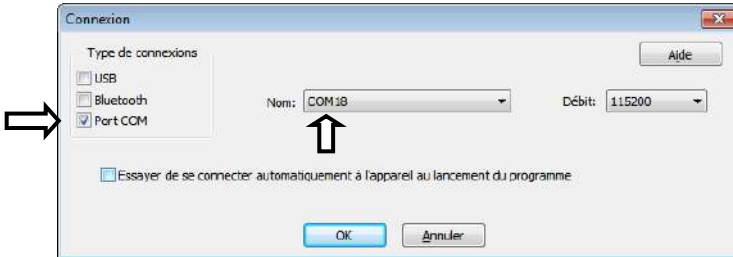 Connexion
Type de connexions
Aide
USB
Bluetooth
Nom: COM18 Débit: 115200
Port COM
Essayer de se connecter automatiquement à l'appareil au lancement du programme
OK Annuler